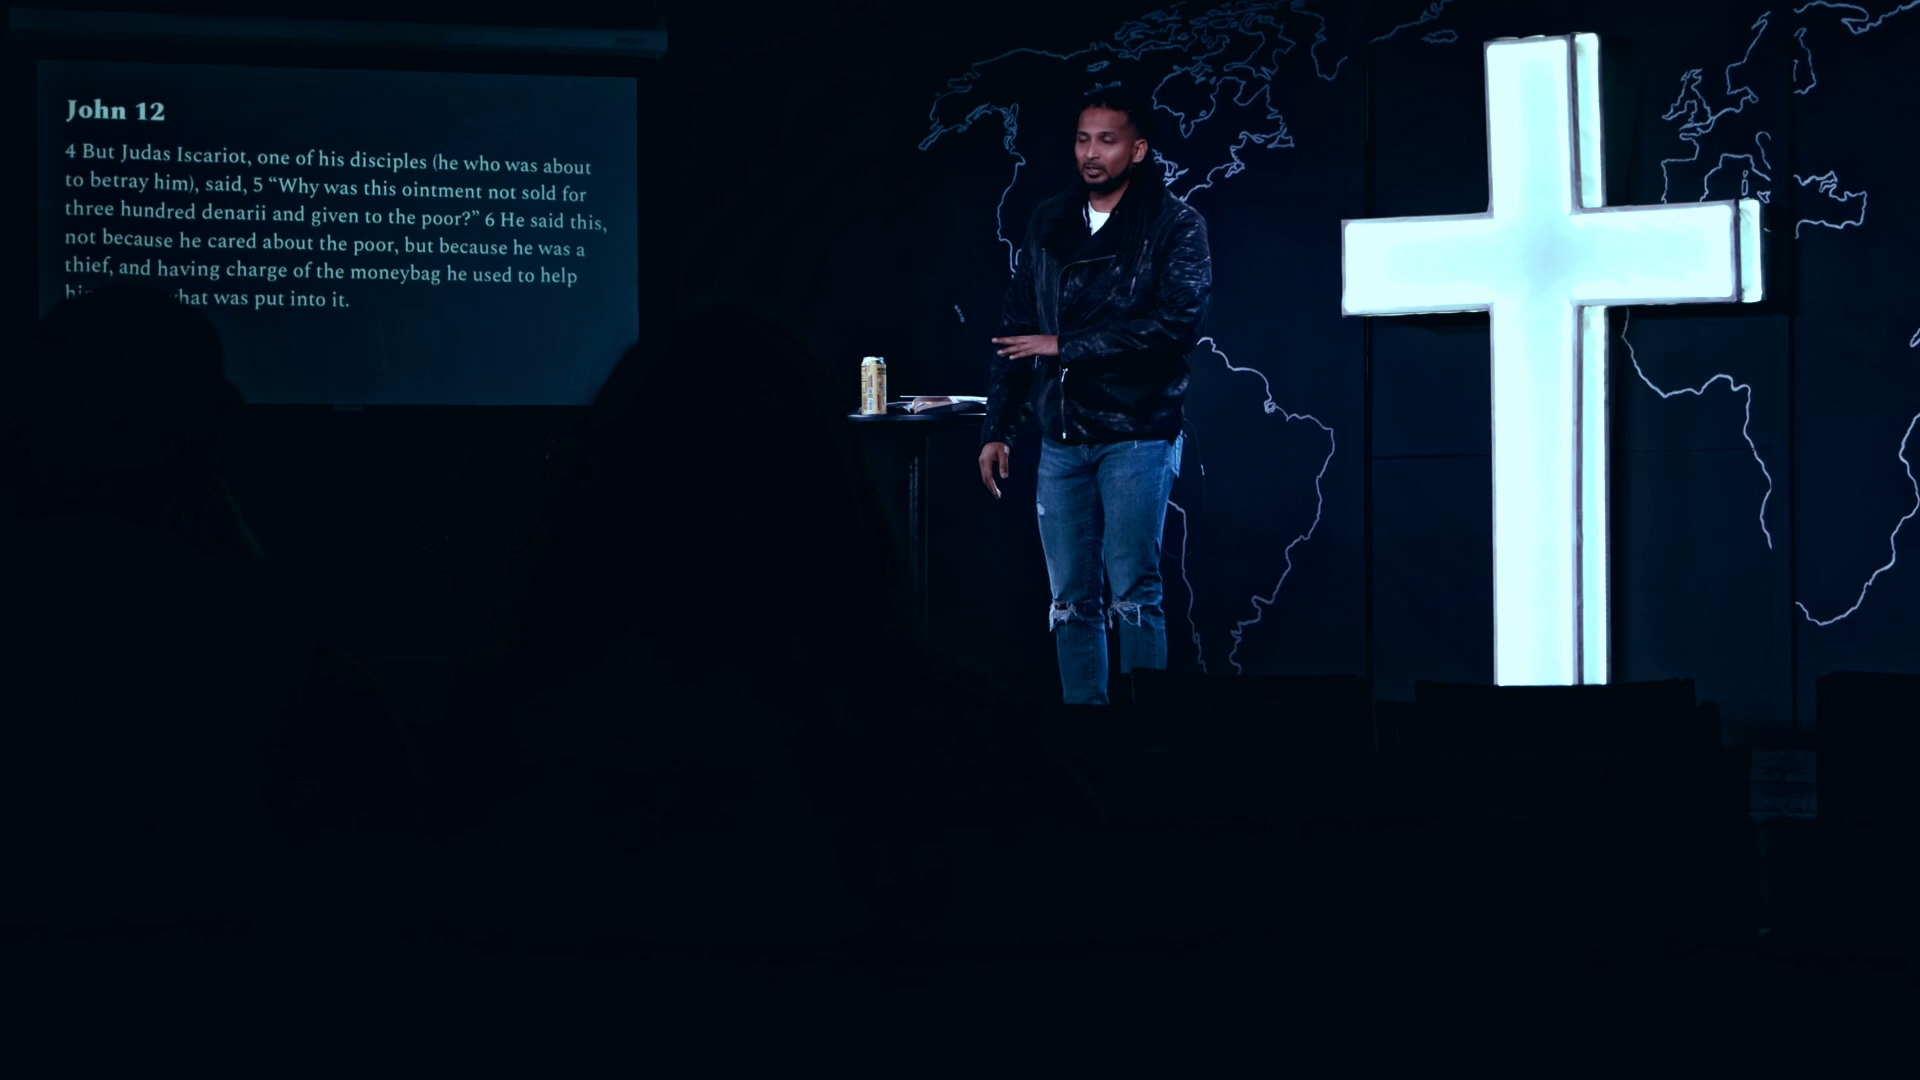 John 12
4 But Judas Iscariot, one of his disciples (he who was about
to betray him), said, 5 “Why was this ointment not sold for
three hundred denarii and given to the poor?” 6 He said this,
not because he cared about the poor, but because he was a
thief, and having charge of the moneybag he used to help
what was put into it.